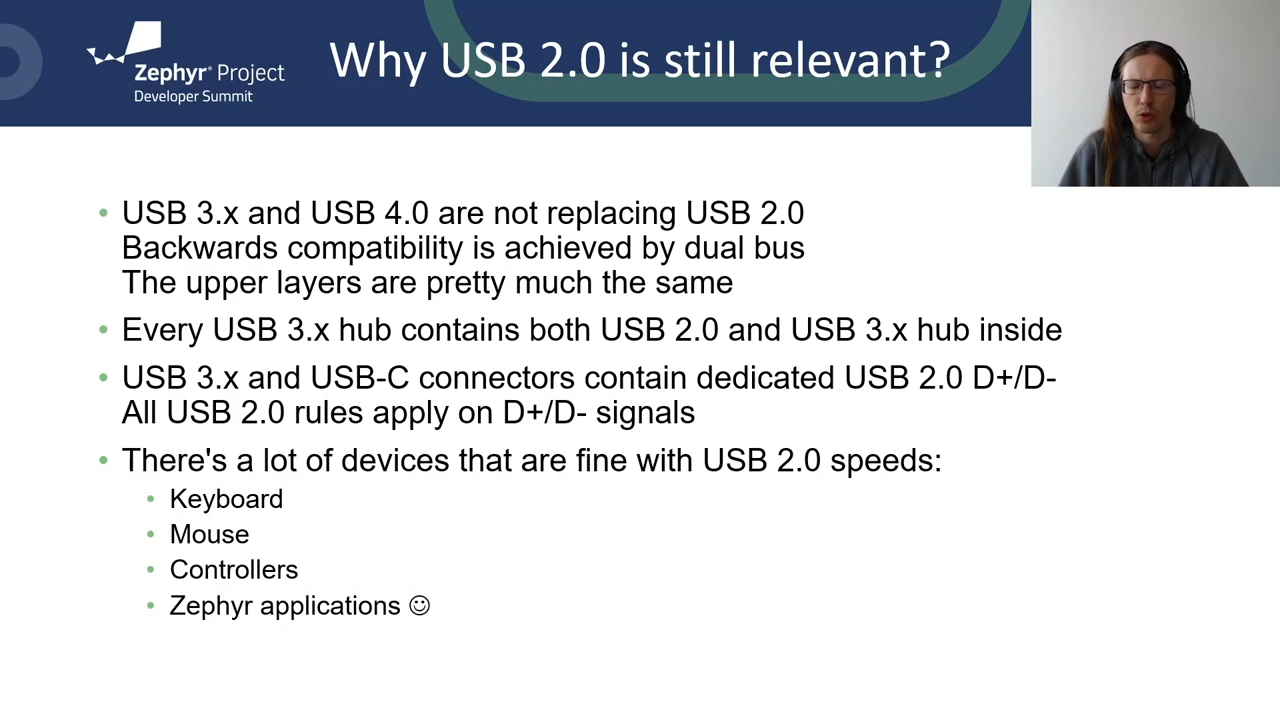 Zephyr® Project
Developer Summit
Why USB 2.0 is still relevant?
• USB 3.x and USB 4.0 are not replacing USB 2.0
Backwards compatibility is achieved by dual bus
The upper layers are pretty much the same
• Every USB 3.x hub contains both USB 2.0 and USB 3.x hub inside
• USB 3.x and USB-C connectors contain dedicated USB 2.0 D+/D-
All USB 2.0 rules apply on D+/D- signals
• There's a lot of devices that are fine with USB 2.0 speeds:
• Keyboard
• Mouse
• Controllers
• Zephyr applications ☺